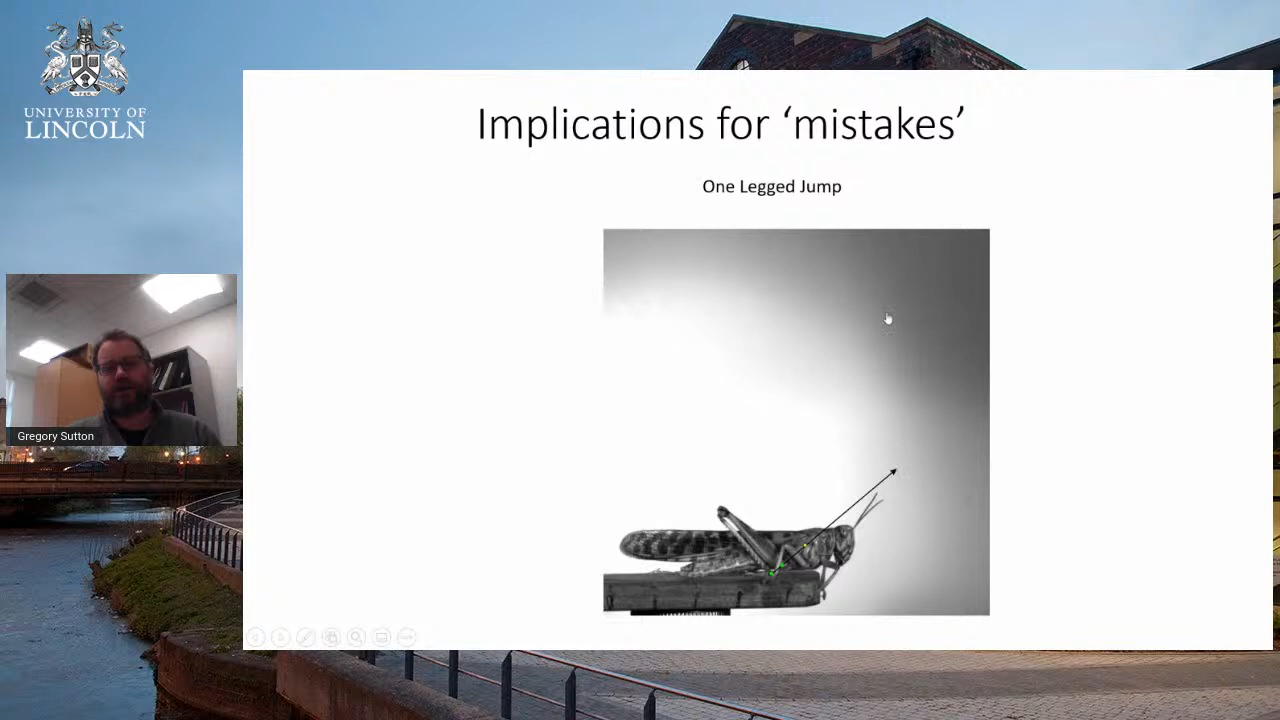 UNIVERSITY OF
LINCOLN
Implications for ‘mistakes’
One Legged Jump
Gregory Sutton